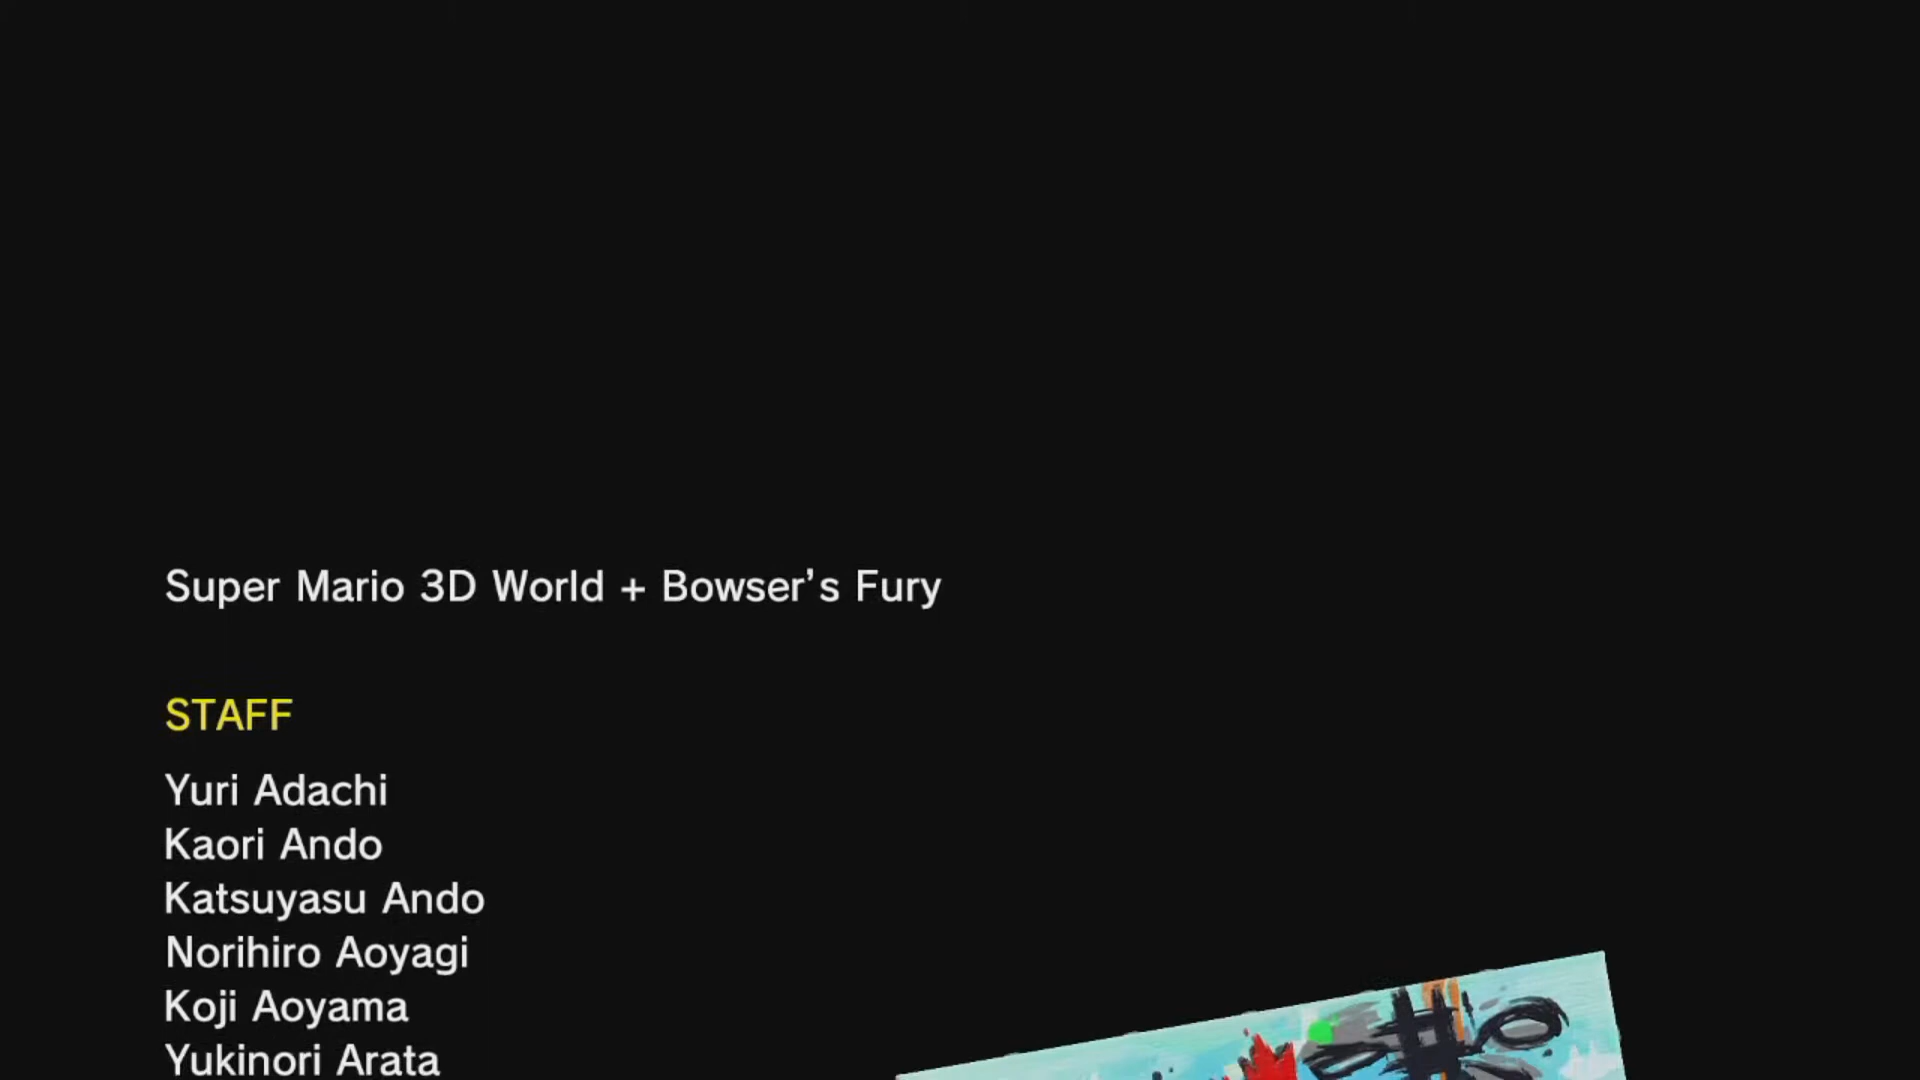 Super Mario 3D World + Bowser’s Fury
STAFF
Yuri Adachi
Kaori Ando
Katsuyasu Ando
Norihiro Aoyagi
Koji Aoyama
Yukinori Arata